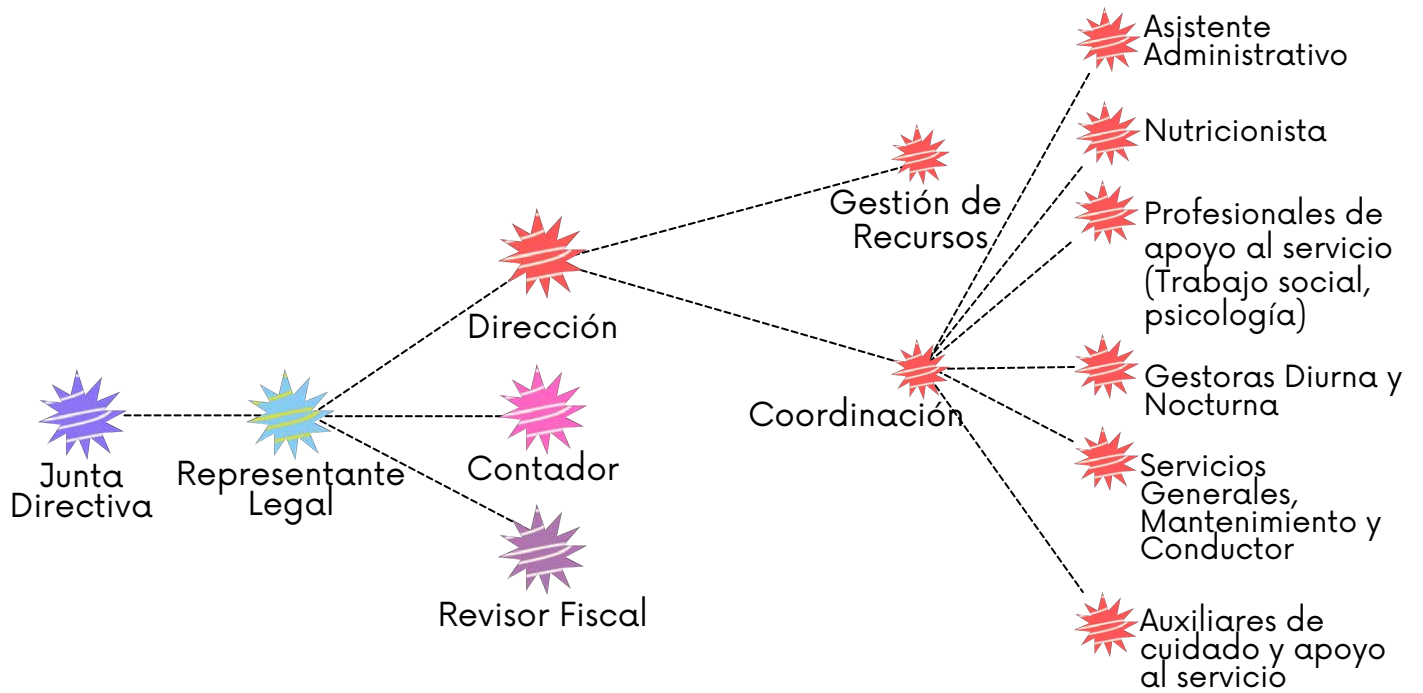 Junta
Directiva
Representante
Legal
Dirección
Contador
Revisor Fiscal
Gestión de
Recursos
Coordinación
Asistente
Administrativo
Nutricionista
Profesionales de
apoyo al servicio
(Trabajo social,
psicología)
Gestoras Diurna y
Nocturna
Servicios
Generales,
Mantenimiento y
Conductor
Auxiliares de
cuidado y apoyo
al servicio